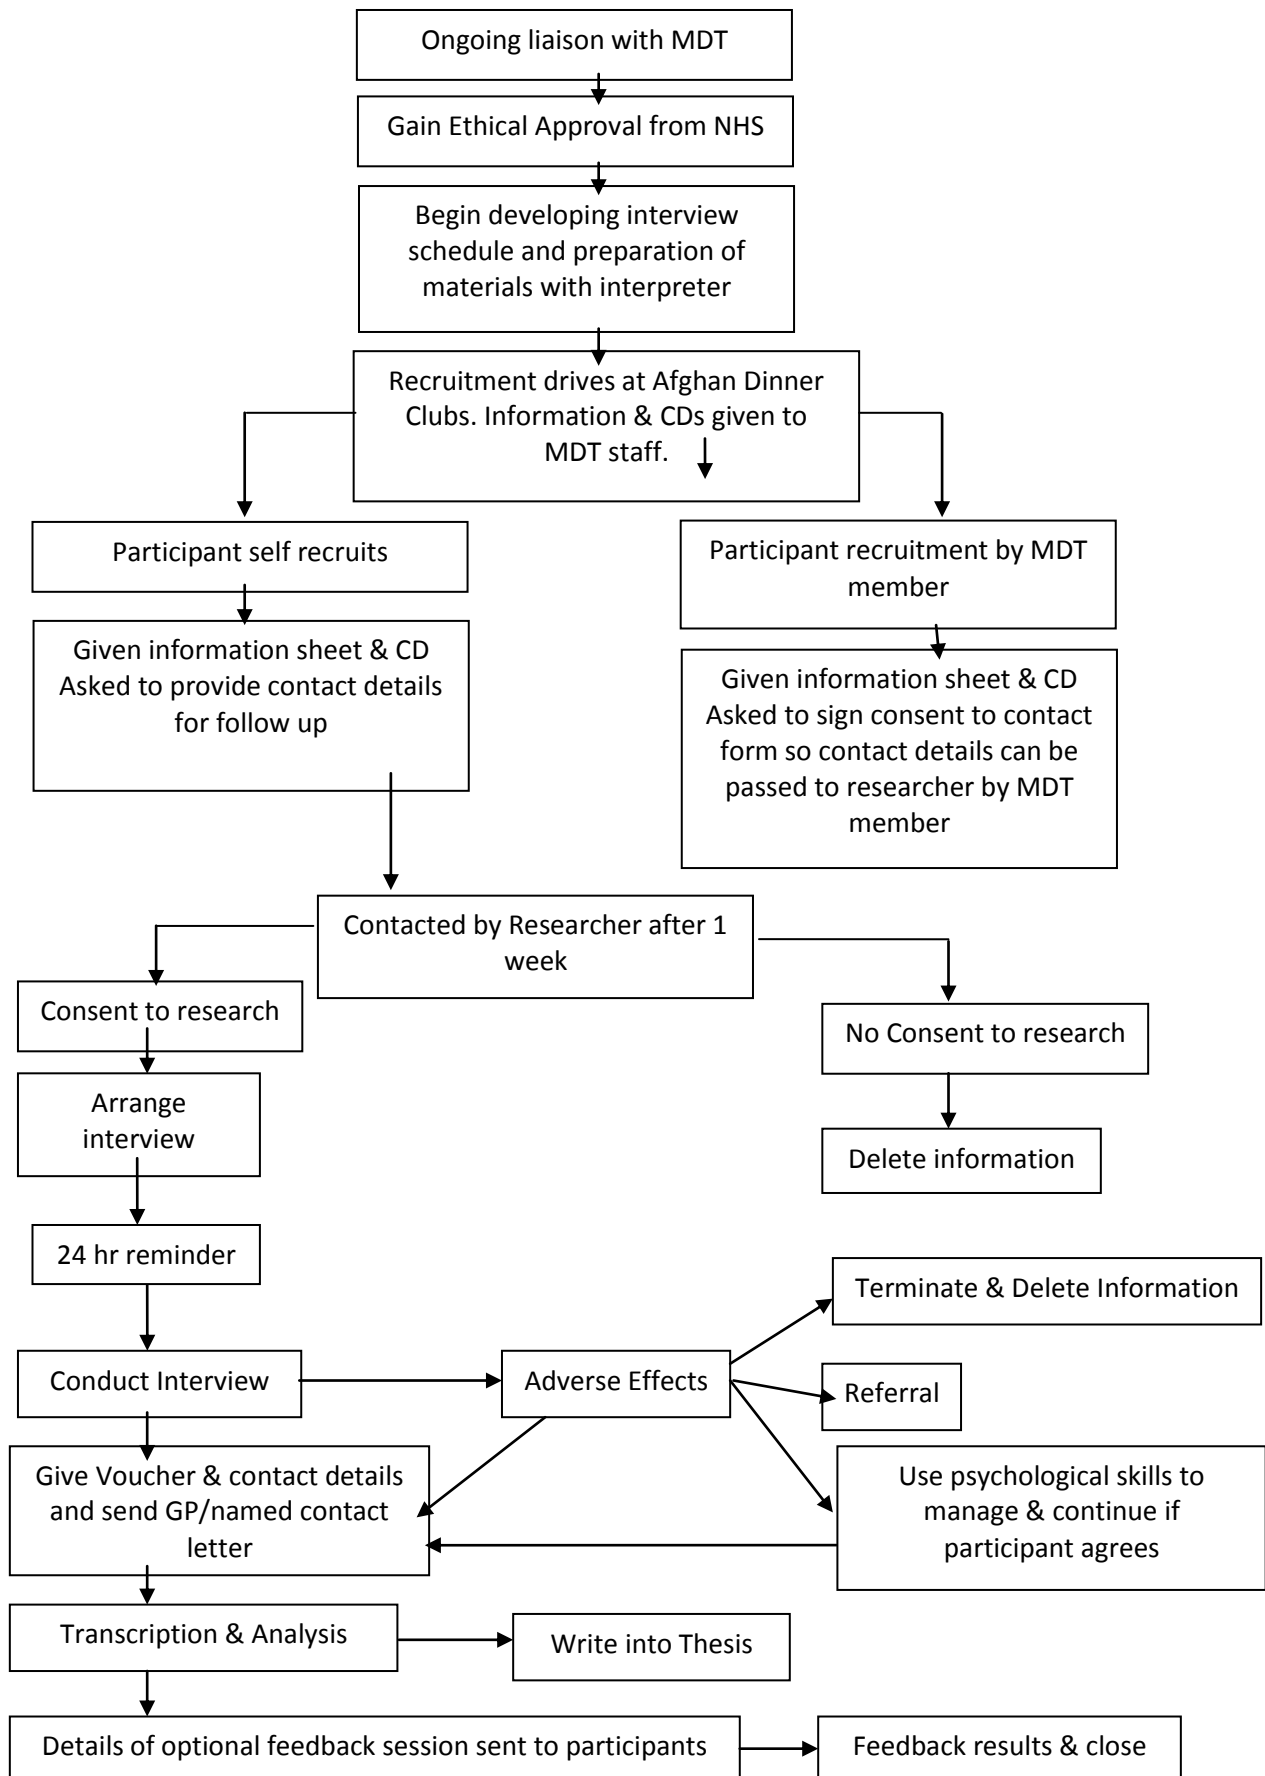 Ongoing liaison with MDT
Gain Ethical Approval from NHS
Begin developing interview
schedule and preparation of
materials with interpreter
Recruitment drives at Afghan Dinner
Clubs. Information & CDs given to
MDT staff.
Participant self recruits
Participant recruitment by MDT
member
Given information sheet & CD
Asked to provide contact details
for follow up
Given information sheet & CD
Asked to sign consent to contact
form so contact details can be
passed to researcher by MDT
member
Contacted by Researcher after 1
week
Consent to research
No Consent to research
Arrange
interview
Delete information
24 hr reminder
Terminate & Delete Information
Conduct Interview
Adverse Effects
Referral
Give Voucher & contact details
and send GP/named contact
letter
Use psychological skills to
manage & continue if
participant agrees
Transcription & Analysis
Write into Thesis
Details of optional feedback session sent to participants
Feedback results & close